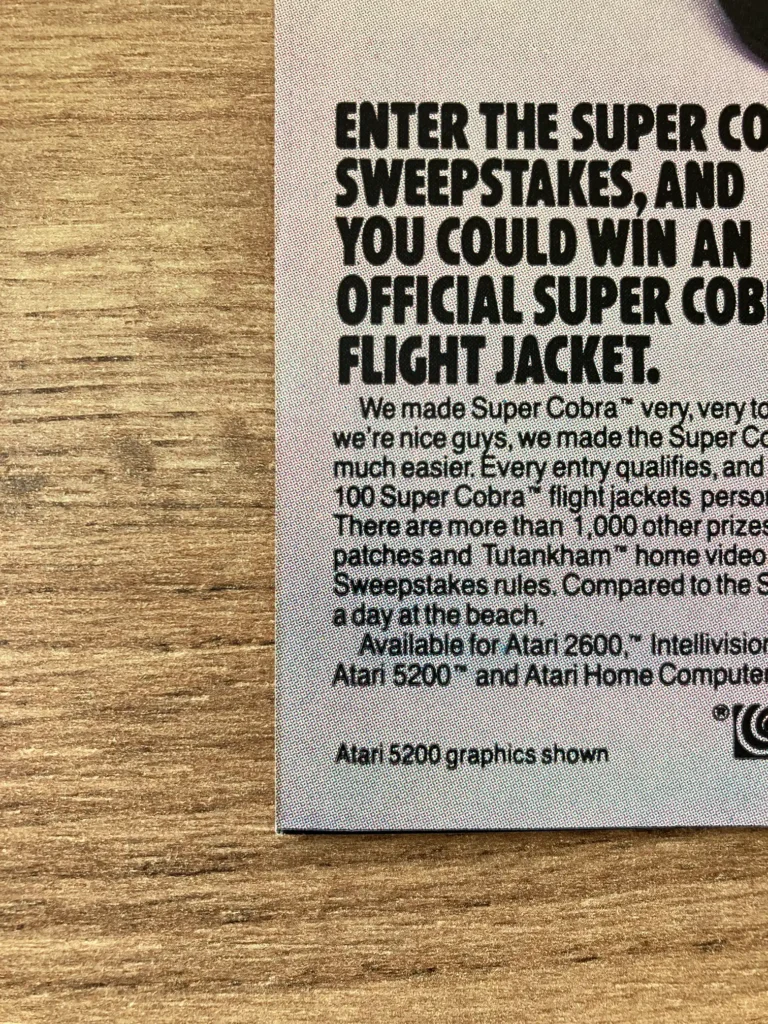 ENTER THE SUPER CO
SWEEPSTAKES, AND
YOU COULD WIN AN
OFFICIAL SUPER COB
FLIGHT JACKET.
We made Super Cobra™ very, very to
we're nice guys, we made the Super Co
much easier. Every entry qualifies, and
100 Super Cobra™ flight jackets person
There are more than 1,000 other prizes
patches and Tutankham™ home video
Sweepstakes rules. Compared to the S
a day at the beach.
Available for Atari 2600,™ Intellivision
Atari 5200™ and Atari Home Computer
®
Atari 5200 graphics shown